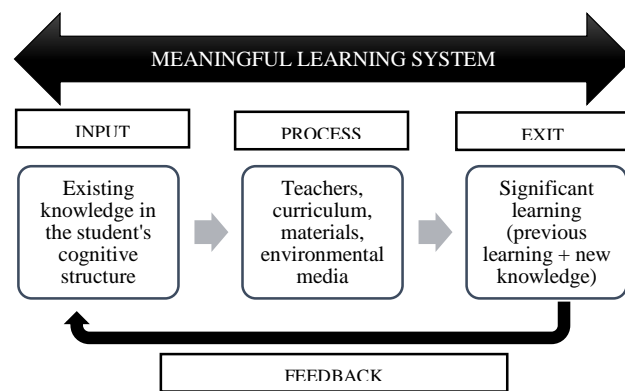 MEANINGFUL LEARNING SYSTEM
INPUT
PROCESS
EXIT
Existing
knowledge in
the student's
cognitive
structure
Teachers,
curriculum,
materials,
environmental
media
Significant
learning
(previous
learning + new
knowledge)
FEEDBACK